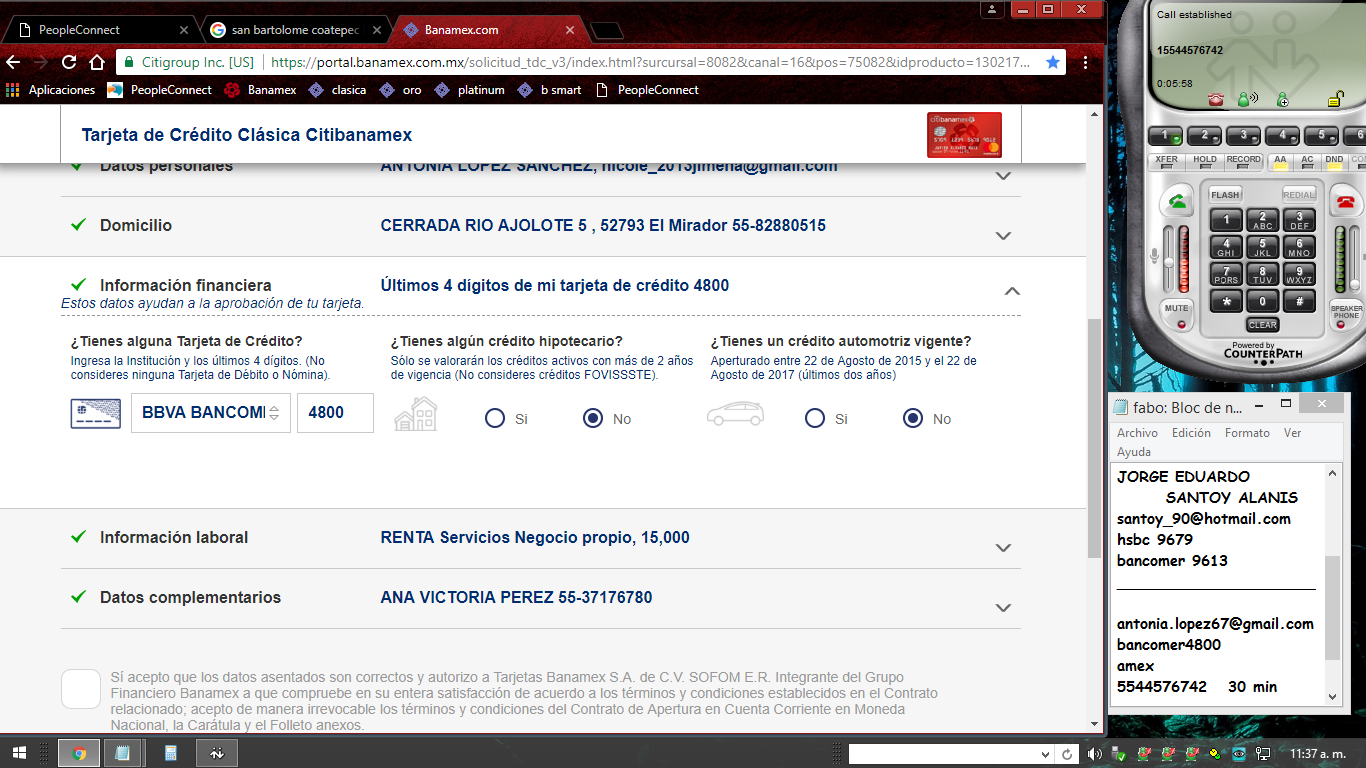 PeopleConnect
san bartolome coatepec
Banamex.com
Citigroup Inc. [US]
https://portal.banamex.com.mx/solicitud_tdc_v3/index.html?surcursal=8082&canal=16&pos=75082&idproducto=130217...
Aplicaciones
PeopleConnect
Banamex
clasica
oro
platinum
b smart
PeopleConnect
Tarjeta de Crédito Clásica Citibanamex
citibanamex
Datos personales
ANTONIA LOPEZ SANCHEZ, nicole_2013jimena@gmail.com
Domicilio
CERRADA RIO AJOLOTE 5 , 52793 El Mirador 55-82880515
Información financiera
Últimos 4 dígitos de mi tarjeta de crédito 4800
Estos datos ayudan a la aprobación de tu tarjeta.
¿Tienes alguna Tarjeta de Crédito?
Ingresa la Institución y los últimos 4 dígitos. (No
consideres ninguna Tarjeta de Débito o Nómina).
BBVA BANCOMI
4800
¿Tienes algún crédito hipotecario?
Sólo se valorarán los créditos activos con más de 2 años
de vigencia (No consideres créditos FOVISSSTE).
Si
No
¿Tienes un crédito automotriz vigente?
Aperturado entre 22 de Agosto de 2015 y el 22 de
Agosto de 2017 (últimos dos años)
Si
No
Información laboral
RENTA Servicios Negocio propio, 15,000
Datos complementarios
ANA VICTORIA PEREZ 55-37176780
Sí acepto que los datos asentados son correctos y autorizo a Tarjetas Banamex S.A. de C.V. SOFOM E.R. Integrante del Grupo
Financiero Banamex a que compruebe en su entera satisfacción de acuerdo a los términos y condiciones establecidos en el Contrato
relacionado; acepto de manera irrevocable los términos y condiciones del Contrato de Apertura en Cuenta Corriente en Moneda
Nacional, la Carátula y el Folleto anexos.
Call established
15544576742
0:05:58
1 2 3 4 5 6
XFER HOLD RECORD AA AC DND
FLASH
REDIAL
1
2 ABC
3 DEF
4 GHI
5 JKL
6 MNO
7 PQRS
8 TUV
9 WXYZ
* 0 #
MUTE
SPEAKER
PHONE
CLEAR
Powered by
COUNTERPATH
fabo: Bloc de n...
Archivo Edición Formato Ver
Ayuda
JORGE EDUARDO
SANTOY ALANIS
santoy_90@hotmail.com
hsbc 9679
bancomer 9613
antonia.lopez67@gmail.com
bancomer4800
amex
5544576742 30 min
11:37 a. m.